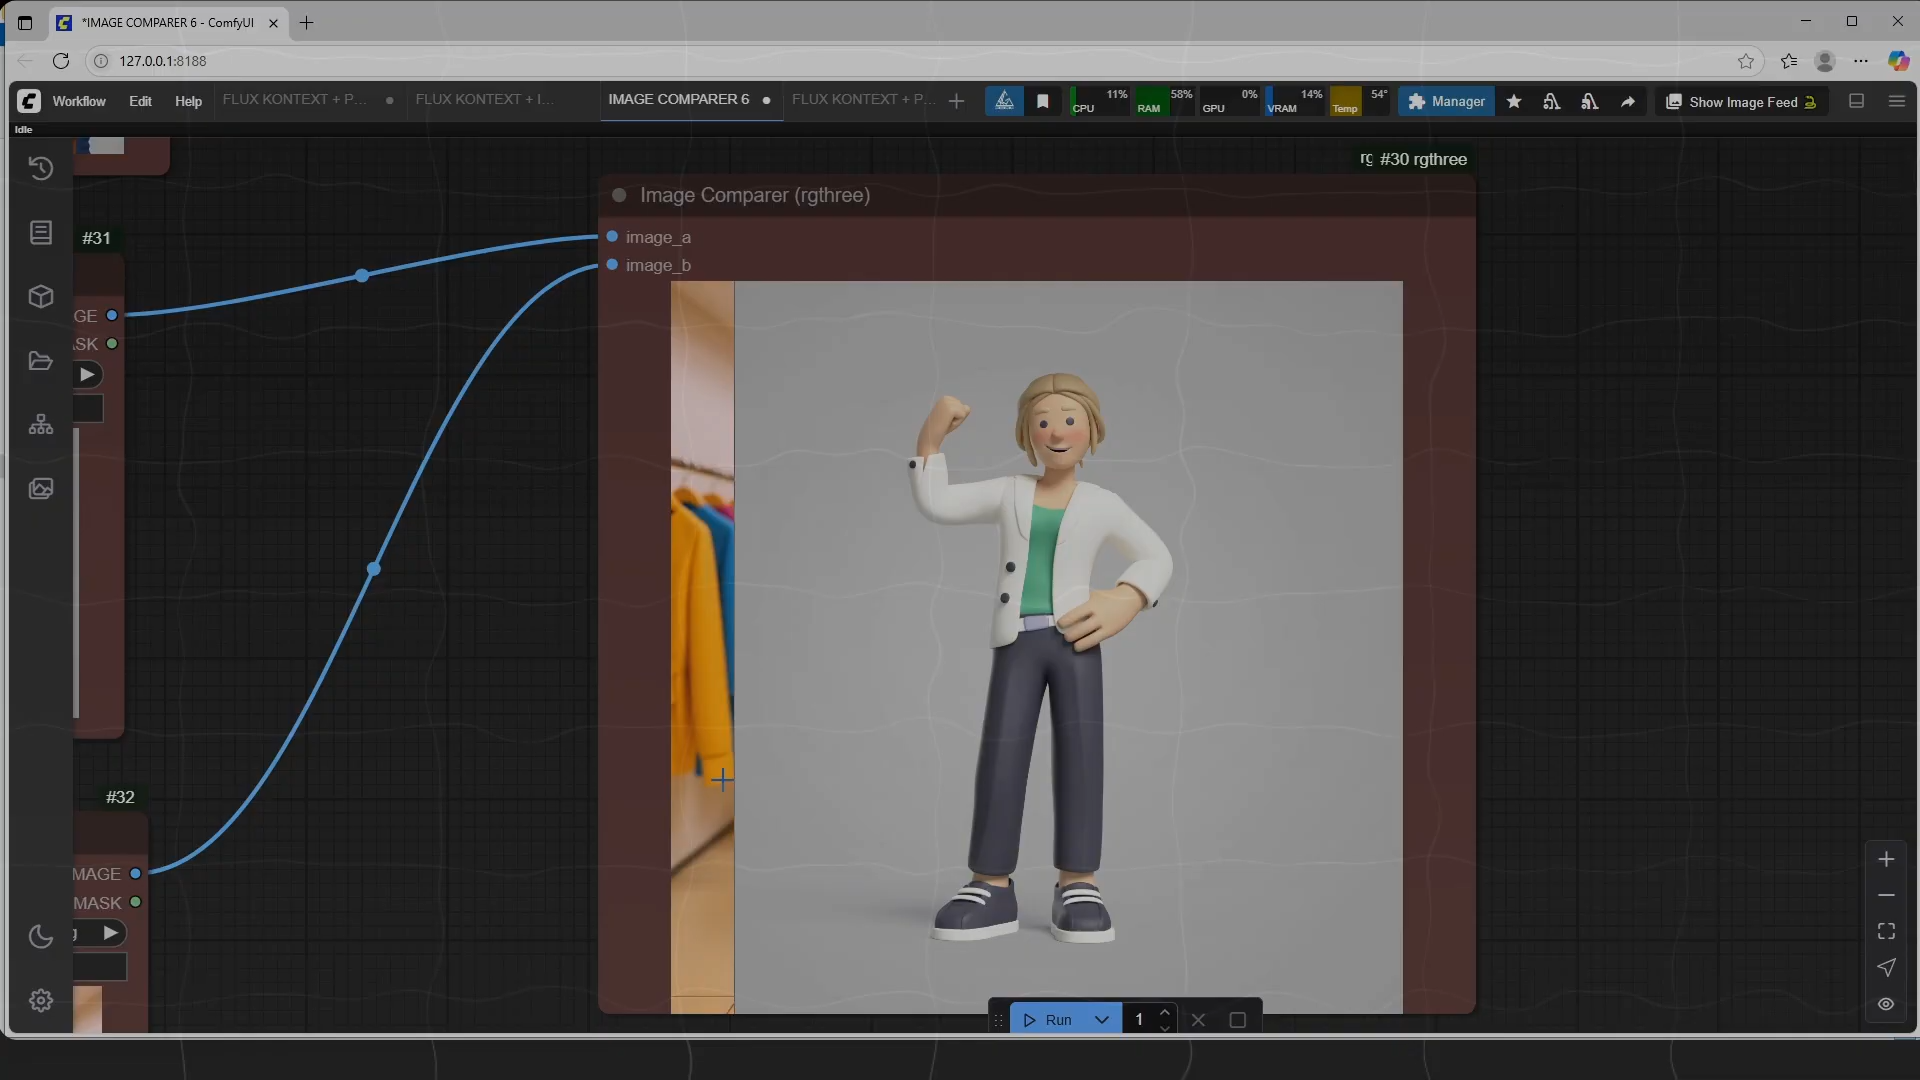 *IMAGE COMPARER 6 - ComfyUI
127.0.0.1:8188
Workflow Edit Help FLUX KONTEXT + P... FLUX KONTEXT + I... IMAGE COMPARER 6 FLUX KONTEXT + P...
CPU 11% RAM 58% GPU 0% VRAM 14% Temp 54°
Manager Show Image Feed
Idle
rg #30 rgthree
Image Comparer (rgthree)
image_a
image_b
#31
GE
ASK
#32
MAGE
MASK
g
Run 1